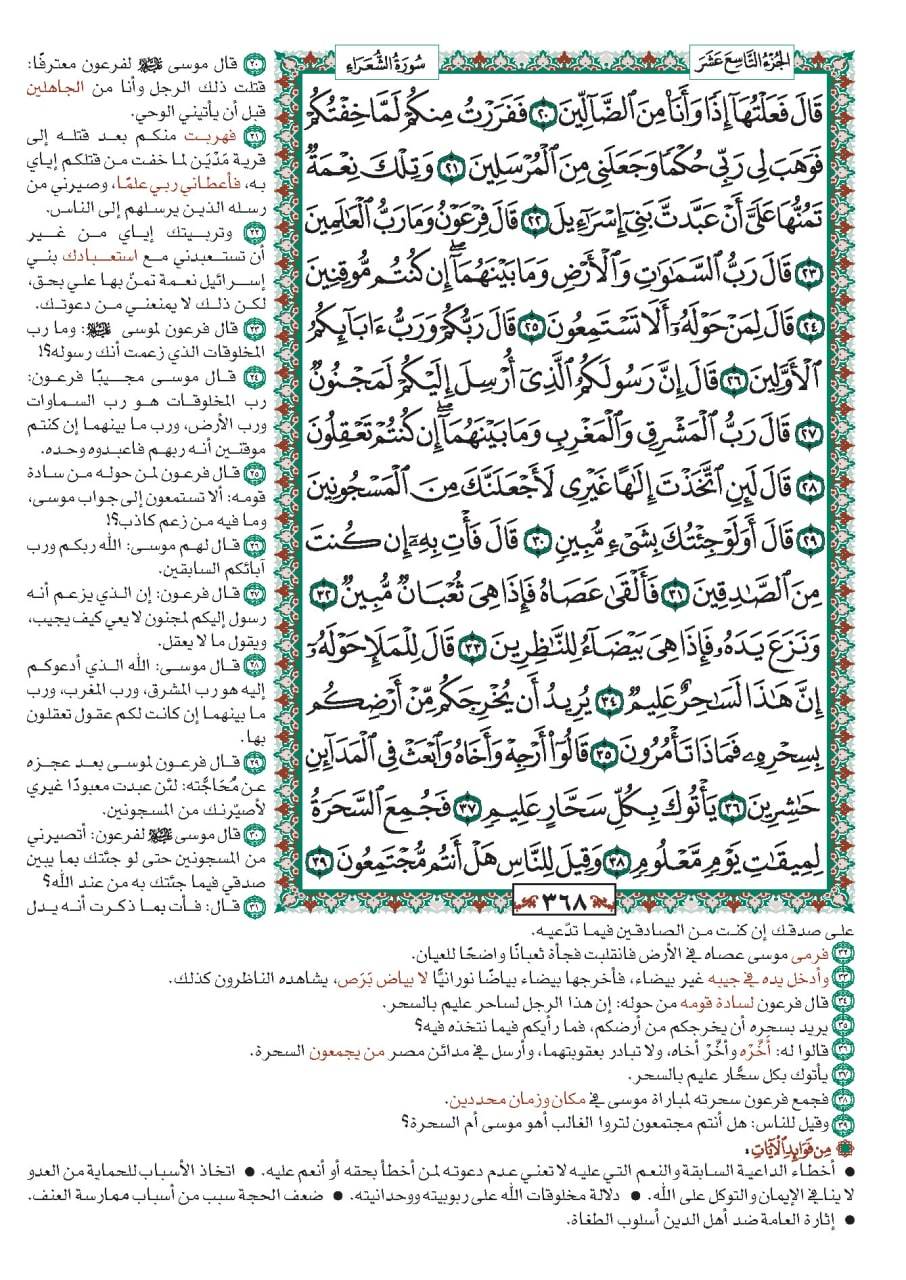 الجزء التاسع عشر
سورة الشعراء
قَالَ فَعَلْتُهَآ إِذًا وَأَنَا۠ مِنَ ٱلضَّآلِّينَ ٢٠ فَفَرَرْتُ مِنكُمْ لَمَّا خِفْتُكُمْ
فَوَهَبَ لِى رَبِّى حُكْمًا وَجَعَلَنِى مِنَ ٱلْمُرْسَلِينَ ٢١ وَتِلْكَ نِعْمَةٌ
تَمُنُّهَا عَلَىَّ أَنْ عَبَّدتَّ بَنِىٓ إِسْرَٰٓءِيلَ ٢٢ قَالَ فِرْعَوْنُ وَمَا رَبُّ ٱلْعَٰلَمِينَ
٢٣ قَالَ رَبُّ ٱلسَّمَٰوَٰتِ وَٱلْأَرْضِ وَمَا بَيْنَهُمَآ ۖ إِن كُنتُم مُّوقِنِينَ
٢٤ قَالَ لِمَنْ حَوْلَهُۥٓ أَلَا تَسْتَمِعُونَ ٢٥ قَالَ رَبُّكُمْ وَرَبُّ ءَابَآئِكُمُ
ٱلْأَوَّلِينَ ٢٦ قَالَ إِنَّ رَسُولَكُمُ ٱلَّذِىٓ أُرْسِلَ إِلَيْكُمْ لَمَجْنُونٌ
٢٧ قَالَ رَبُّ ٱلْمَشْرِقِ وَٱلْمَغْرِبِ وَمَا بَيْنَهُمَآ ۖ إِن كُنتُمْ تَعْقِلُونَ
٢٨ قَالَ لَئِنِ ٱتَّخَذْتَ إِلَٰهًا غَيْرِى لَأَجْعَلَنَّكَ مِنَ ٱلْمَسْجُونِينَ
٢٩ قَالَ أَوَلَوْ جِئْتُكَ بِشَىْءٍ مُّبِينٍ ٣٠ قَالَ فَأْتِ بِهِۦٓ إِن كُنتَ
مِنَ ٱلصَّٰدِقِينَ ٣١ فَأَلْقَىٰ عَصَاهُ فَإِذَا هِىَ ثُعْبَانٌ مُّبِينٌ ٣٢
وَنَزَعَ يَدَهُۥ فَإِذَا هِىَ بَيْضَآءُ لِلنَّٰظِرِينَ ٣٣ قَالَ لِلْمَلَإِ حَوْلَهُۥٓ
إِنَّ هَٰذَا لَسَٰحِرٌ عَلِيمٌ ٣٤ يُرِيدُ أَن يُخْرِجَكُم مِّنْ أَرْضِكُم
بِسِحْرِهِۦ فَمَاذَا تَأْمُرُونَ ٣٥ قَالُوٓا۟ أَرْجِهْ وَأَخَاهُ وَٱبْعَثْ فِى ٱلْمَدَآئِنِ
حَٰشِرِينَ ٣٦ يَأْتُوكَ بِكُلِّ سَحَّارٍ عَلِيمٍ ٣٧ فَجُمِعَ ٱلسَّحَرَةُ
لِمِيقَٰتِ يَوْمٍ مَّعْلُومٍ ٣٨ وَقِيلَ لِلنَّاسِ هَلْ أَنتُم مُّجْتَمِعُونَ ٣٩
٣٦٨
٢٠ قال موسى ﷺ لفرعون معترفًا:
قتلت ذلك الرجل وأنا من الجاهلين
قبل أن يأتيني الوحي.
٢١ فهربت منكم بعد قتله إلى
قرية مَدْيَن لما خفت من قتلكم إياي
به، فأعطاني ربي علمًا، وصيرني من
رسله الذين يرسلهم إلى الناس.
٢٢ وتربيتك إياي من غير
أن تستعبدني مع استعبادك بني
إسرائيل نعمة تمنّ بها علي بحق،
لكن ذلك لا يمنعني من دعوتك.
٢٣ قال فرعون لموسى ﷺ: وما رب
المخلوقات الذي زعمت أنك رسوله؟!
٢٤ قال موسى مجيبًا فرعون:
رب المخلوقات هو رب السماوات
ورب الأرض، ورب ما بينهما إن كنتم
موقنين أنه ربهم فاعبدوه وحده.
٢٥ قال فرعون لمن حوله من سادة
قومه: ألا تستمعون إلى جواب موسى،
وما فيه من زعم كاذب؟!
٢٦ قال لهم موسى: الله ربكم ورب
آبائكم السابقين.
٢٧ قال فرعون: إن الذي يزعم أنه
رسول إليكم لمجنون لا يعي كيف يجيب،
ويقول ما لا يعقل.
٢٨ قال موسى: الله الذي أدعوكم
إليه هو رب المشرق، ورب المغرب، ورب
ما بينهما إن كانت لكم عقول تعقلون
بها.
٢٩ قال فرعون لموسى بعد عجزه
عن مُحَاجَّته: لئن عبدت معبودًا غيري
لأصيّرنك من المسجونين.
٣٠ قال موسى ﷺ لفرعون: أتصيرني
من المسجونين حتى لو جئتك بما يبين
صدقي فيما جئتك به من عند الله؟
٣١ قال: فأت بما ذكرت أنه يدل
على صدقك إن كنت من الصادقين فيما تدّعيه.
٣٢ فرمى موسى عصاه في الأرض فانقلبت فجأة ثعبانًا واضحًا للعيان.
٣٣ وأدخل يده في جيبه غير بيضاء، فأخرجها بيضاء بياضًا نورانيًّا لا بياض بَرَص، يشاهده الناظرون كذلك.
٣٤ قال فرعون لسادة قومه من حوله: إن هذا الرجل لساحر عليم بالسحر.
٣٥ يريد بسحره أن يخرجكم من أرضكم، فما رأيكم فيما نتخذه فيه؟
٣٦ قالوا له: أخِّره وأخِّر أخاه، ولا تبادر بعقوبتهما، وأرسل في مدائن مصر من يجمعون السحرة.
٣٧ يأتوك بكل سحَّار عليم بالسحر.
٣٨ فجمع فرعون سحرته لمباراة موسى في مكان وزمان محددين.
٣٩ وقيل للناس: هل أنتم مجتمعون لتروا الغالب أهو موسى أم السحرة؟
من فوائد الآيات:
● أخطاء الداعية السابقة والنعم التي عليه لا تعني عدم دعوته لمن أخطأ بحقه أو أنعم عليه. ● اتخاذ الأسباب للحماية من العدو
لا ينافي الإيمان والتوكل على الله. ● دلالة مخلوقات الله على ربوبيته ووحدانيته. ● ضعف الحجة سبب من أسباب ممارسة العنف.
● إثارة العامة ضد أهل الدين أسلوب الطغاة.